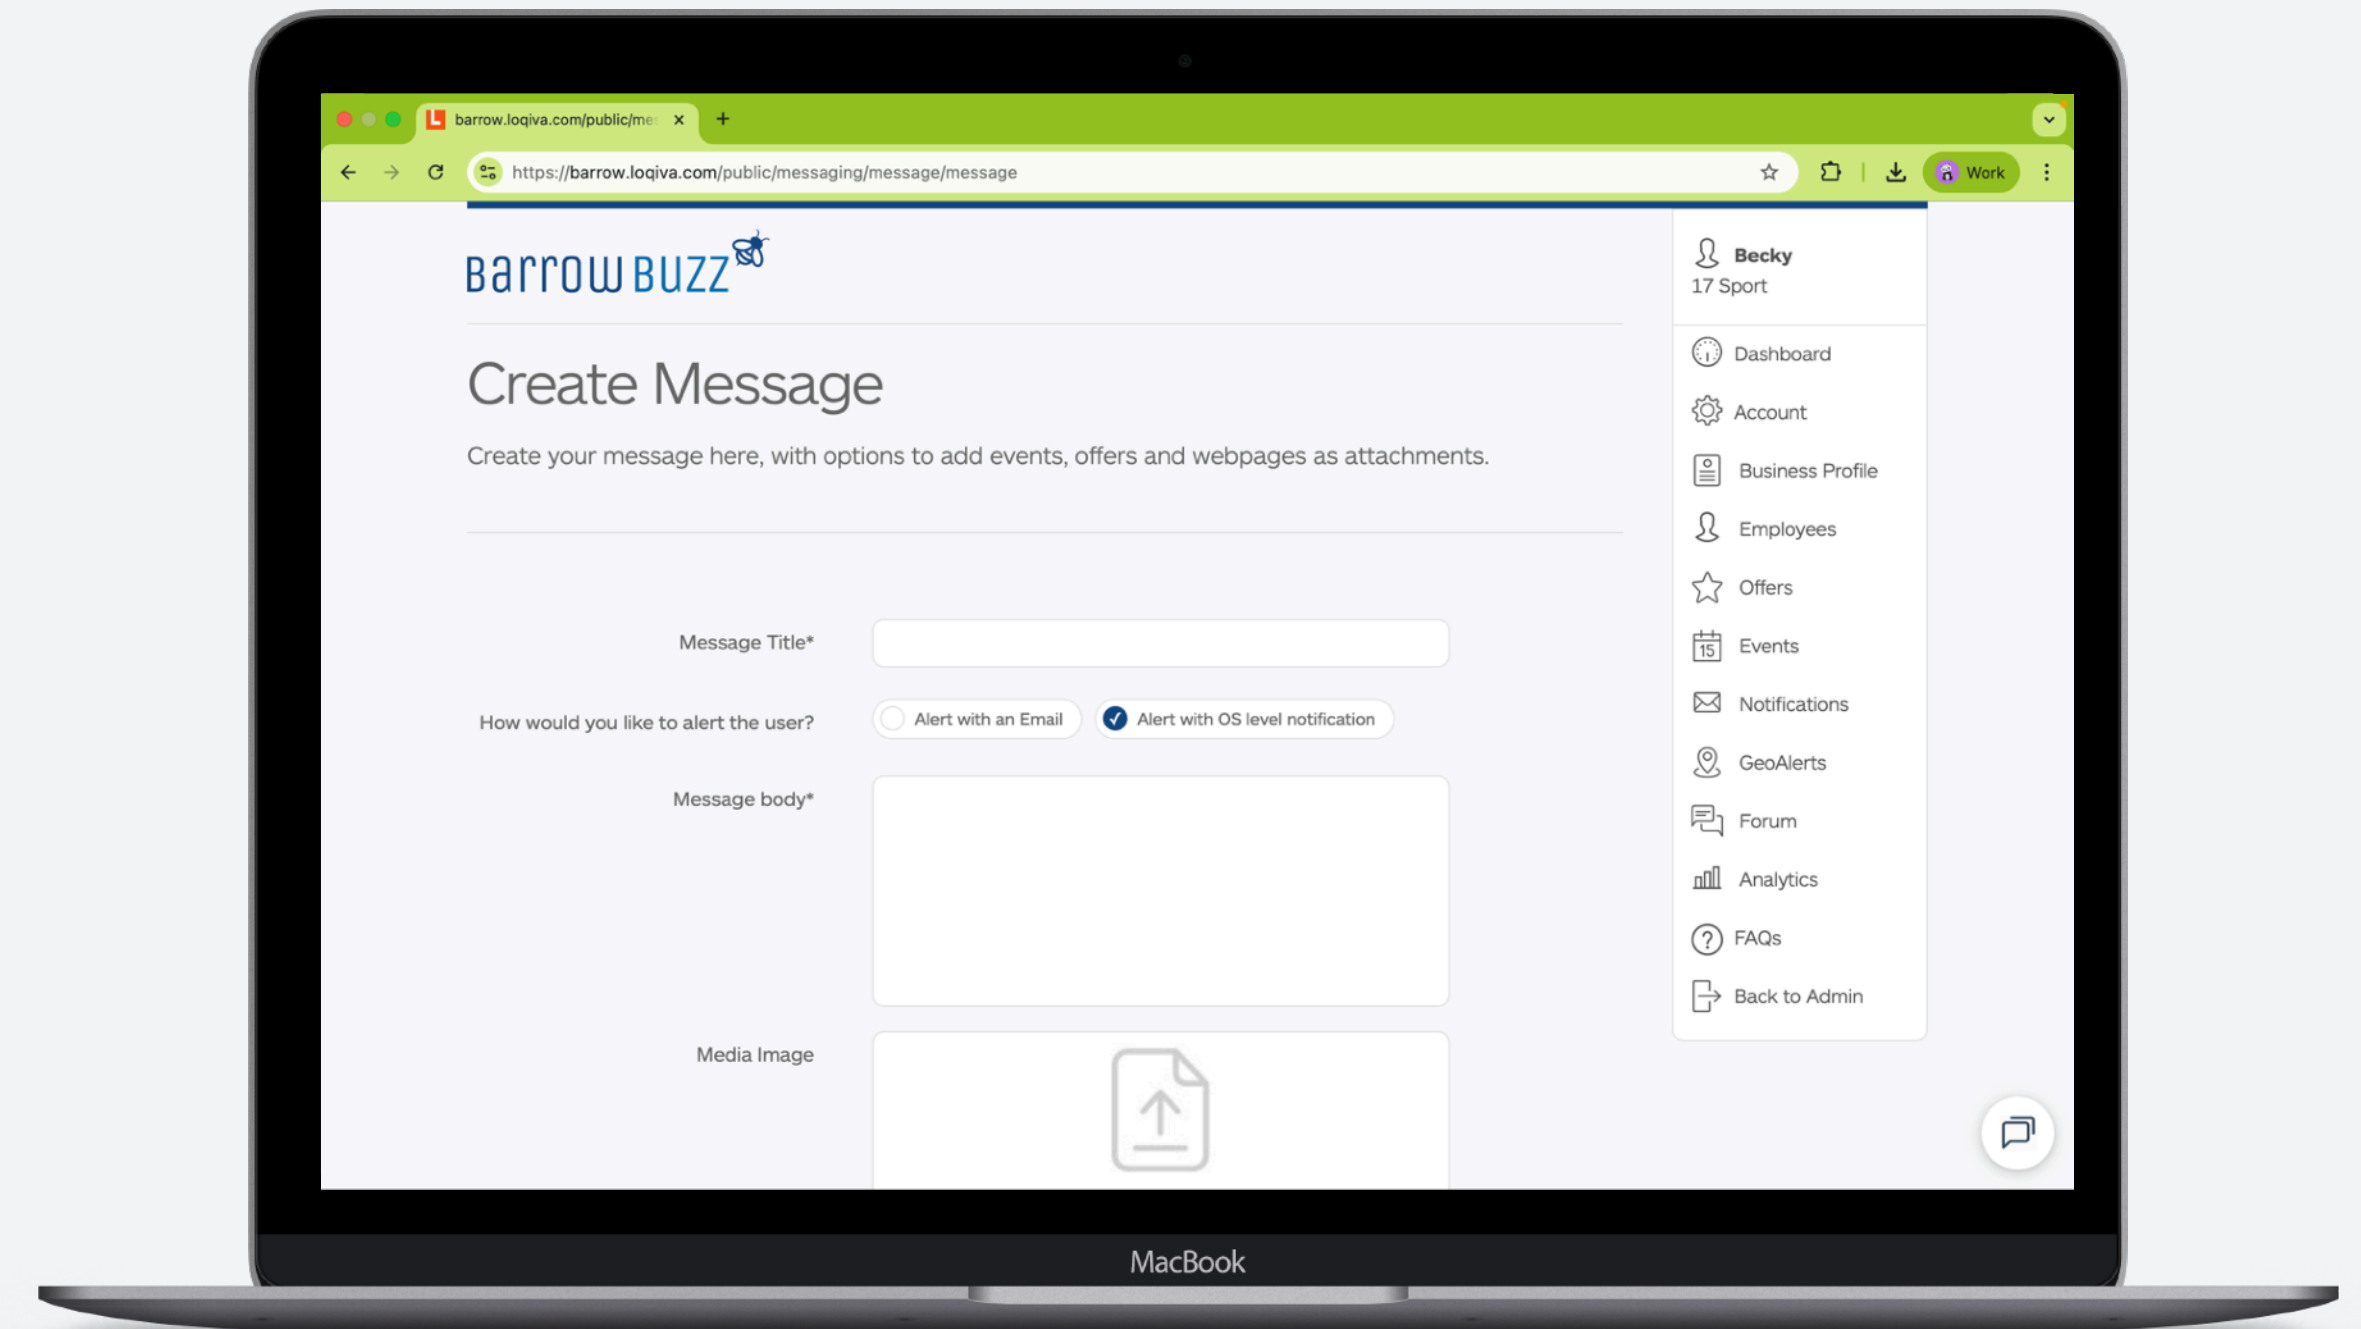 barrow.loqiva.com/public/me
https://barrow.loqiva.com/public/messaging/message/message
Work
Barrow Buzz
Becky
17 Sport
Create Message
Create your message here, with options to add events, offers and webpages as attachments.
Message Title*
How would you like to alert the user?
Alert with an Email
Alert with OS level notification
Message body*
Media Image
Dashboard
Account
Business Profile
Employees
Offers
15
Events
Notifications
GeoAlerts
Forum
Analytics
FAQs
Back to Admin
MacBook